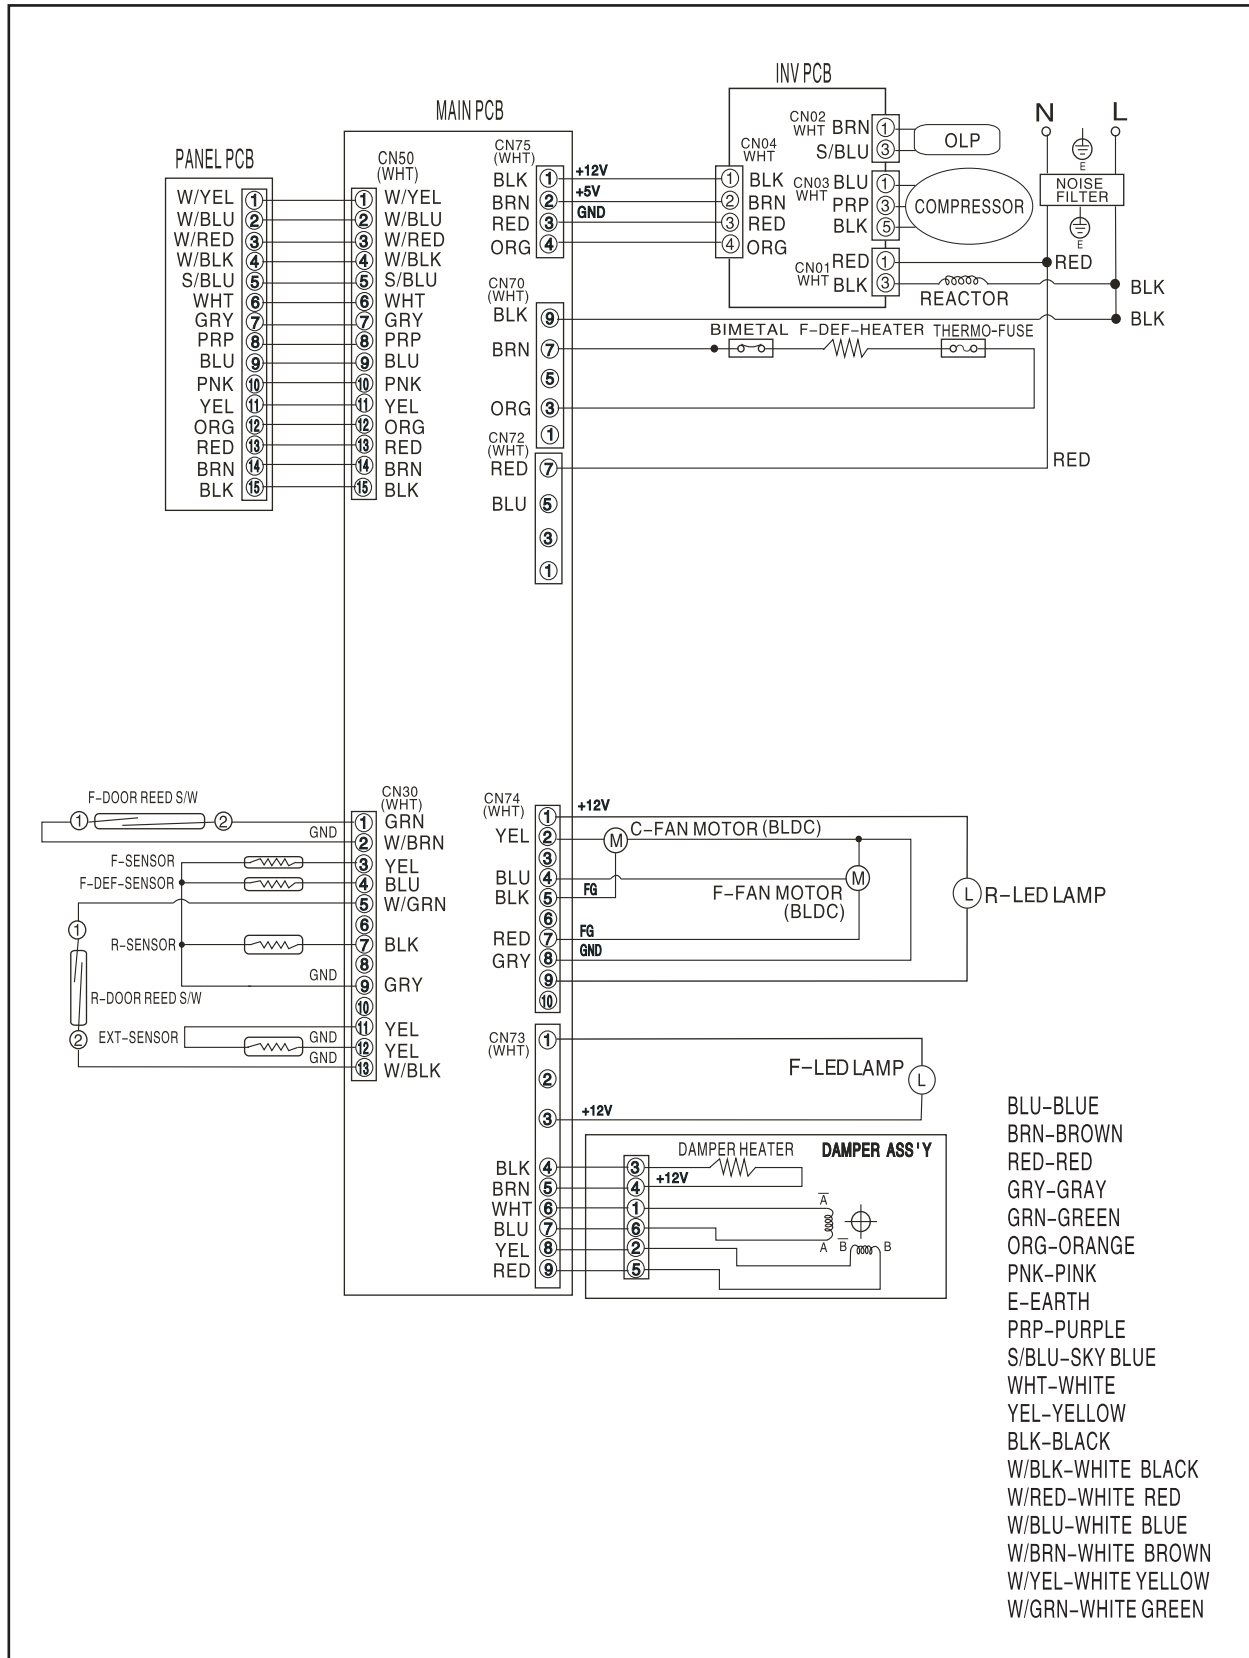 INV PCB
MAIN PCB
PANEL PCB
N
L
E
NOISE
FILTER
E
CN02
WHT
BRN 1
S/BLU 3
OLP
CN04
WHT
1 BLK
2 BRN
3 RED
4 ORG
CN03
WHT
BLU 1
PRP 3
BLK 5
COMPRESSOR
CN01
WHT
RED 1
BLK 3
RED
BLK
BLK
REACTOR
CN75
(WHT)
BLK 1 +12V
BRN 2 +5V
RED 3 GND
ORG 4
CN50
(WHT)
W/YEL 1 1 W/YEL
W/BLU 2 2 W/BLU
W/RED 3 3 W/RED
W/BLK 4 4 W/BLK
S/BLU 5 5 S/BLU
WHT 6 6 WHT
GRY 7 7 GRY
PRP 8 8 PRP
BLU 9 9 BLU
PNK 10 10 PNK
YEL 11 11 YEL
ORG 12 12 ORG
RED 13 13 RED
BRN 14 14 BRN
BLK 15 15 BLK
CN70
(WHT)
BLK 9
BRN 7
5
ORG 3
1
BIMETAL F-DEF-HEATER THERMO-FUSE
CN72
(WHT)
RED 7
BLU 5
3
1
RED
F-DOOR REED S/W
1 2
CN30
(WHT)
1 GRN
GND 2 W/BRN
F-SENSOR 3 YEL
F-DEF-SENSOR 4 BLU
5 W/GRN
6
R-SENSOR 7 BLK
8
GND 9 GRY
10
11 YEL
EXT-SENSOR GND 12 YEL
GND 13 W/BLK
1
R-DOOR REED S/W
2
CN74
(WHT)
1 +12V
YEL 2
3
BLU 4
BLK 5 FG
6
RED 7 FG
GRY 8 GND
9
10
M C-FAN MOTOR (BLDC)
M
F-FAN MOTOR
(BLDC)
L R-LED LAMP
CN73
(WHT)
1
2
3 +12V
F-LED LAMP L
BLK 4 3
BRN 5 4 +12V
WHT 6 1
BLU 7 6
YEL 8 2
RED 9 5
DAMPER HEATER DAMPER ASS'Y
A̅
A B̅ B
BLU-BLUE
BRN-BROWN
RED-RED
GRY-GRAY
GRN-GREEN
ORG-ORANGE
PNK-PINK
E-EARTH
PRP-PURPLE
S/BLU-SKY BLUE
WHT-WHITE
YEL-YELLOW
BLK-BLACK
W/BLK-WHITE BLACK
W/RED-WHITE RED
W/BLU-WHITE BLUE
W/BRN-WHITE BROWN
W/YEL-WHITE YELLOW
W/GRN-WHITE GREEN